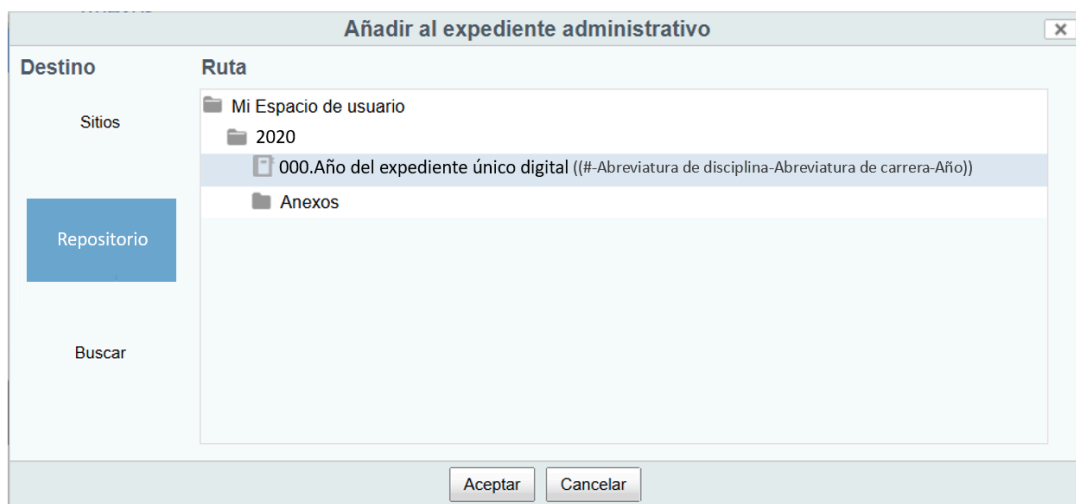 Añadir al expediente administrativo
Destino
Ruta
Sitios
Repositorio
Buscar
Mi Espacio de usuario
2020
000.Año del expediente único digital ((#-Abreviatura de disciplina-Abreviatura de carrera-Año))
Anexos
Aceptar
Cancelar